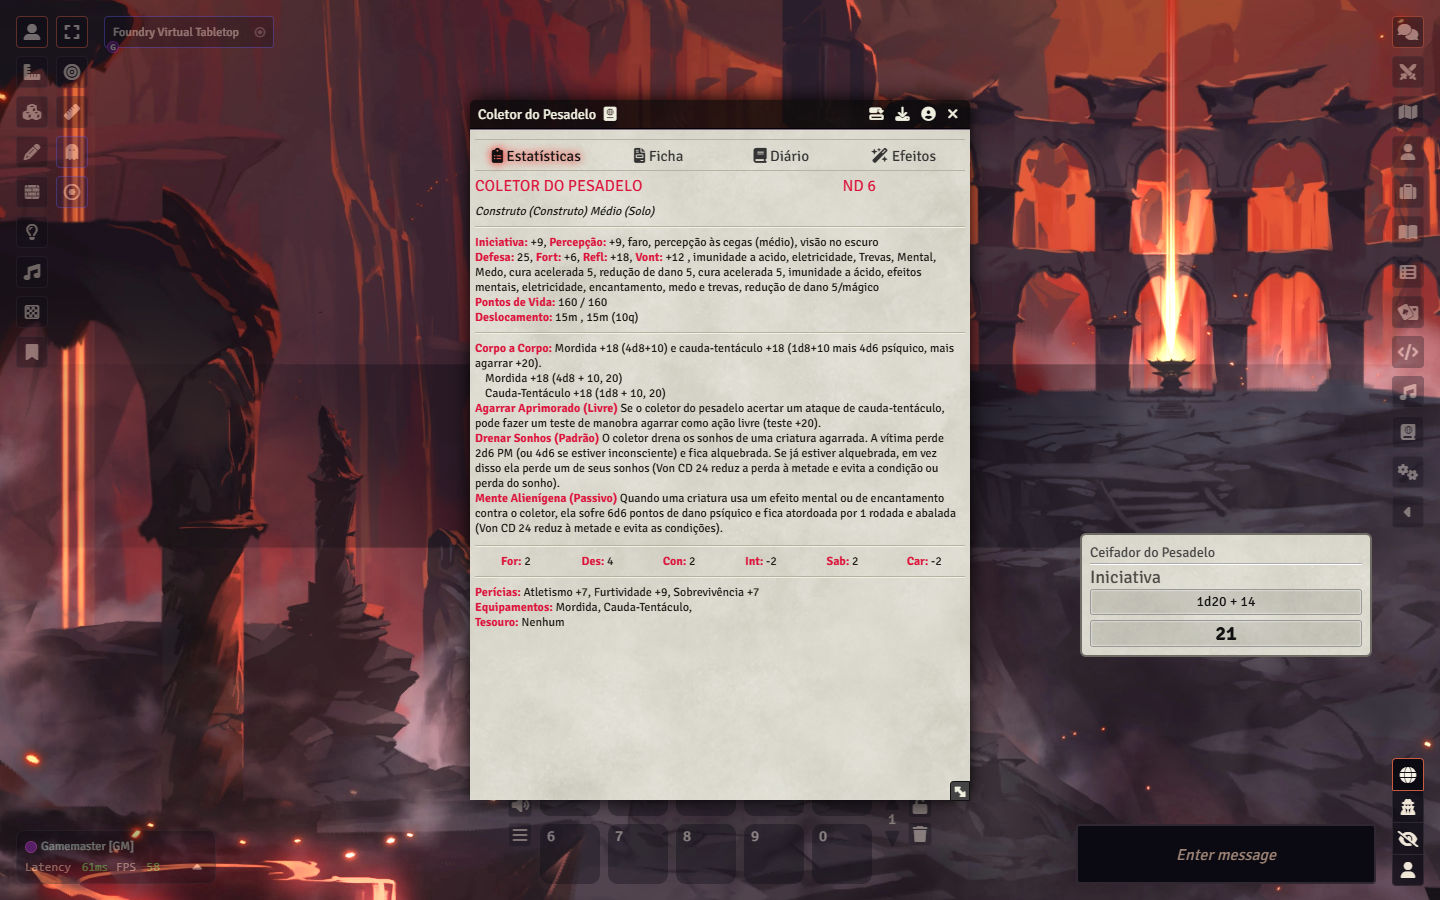 Foundry Virtual Tabletop
G
Coletor do Pesadelo
Estatísticas
Ficha
Diário
Efeitos
COLETOR DO PESADELO
ND 6
Construto (Construto) Médio (Solo)
Iniciativa: +9, Percepção: +9, faro, percepção às cegas (médio), visão no escuro
Defesa: 25, Fort: +6, Refl: +18, Vont: +12 , imunidade a acido, eletricidade, Trevas, Mental,
Medo, cura acelerada 5, redução de dano 5, cura acelerada 5, imunidade a ácido, efeitos
mentais, eletricidade, encantamento, medo e trevas, redução de dano 5/mágico
Pontos de Vida: 160 / 160
Deslocamento: 15m , 15m (10q)
Corpo a Corpo: Mordida +18 (4d8+10) e cauda-tentáculo +18 (1d8+10 mais 4d6 psíquico, mais
agarrar +20).
Mordida +18 (4d8 + 10, 20)
Cauda-Tentáculo +18 (1d8 + 10, 20)
Agarrar Aprimorado (Livre) Se o coletor do pesadelo acertar um ataque de cauda-tentáculo,
pode fazer um teste de manobra agarrar como ação livre (teste +20).
Drenar Sonhos (Padrão) O coletor drena os sonhos de uma criatura agarrada. A vítima perde
2d6 PM (ou 4d6 se estiver inconsciente) e fica alquebrada. Se já estiver alquebrada, em vez
disso ela perde um de seus sonhos (Von CD 24 reduz a perda à metade e evita a condição ou
perda do sonho).
Mente Alienígena (Passivo) Quando uma criatura usa um efeito mental ou de encantamento
contra o coletor, ela sofre 6d6 pontos de dano psíquico e fica atordoada por 1 rodada e abalada
(Von CD 24 reduz à metade e evita as condições).
For: 2
Des: 4
Con: 2
Int: -2
Sab: 2
Car: -2
Perícias: Atletismo +7, Furtividade +9, Sobrevivência +7
Equipamentos: Mordida, Cauda-Tentáculo,
Tesouro: Nenhum
Ceifador do Pesadelo
Iniciativa
1d20 + 14
21
1
6
7
8
9
0
Gamemaster [GM]
Latency 61ms FPS 58
Enter message